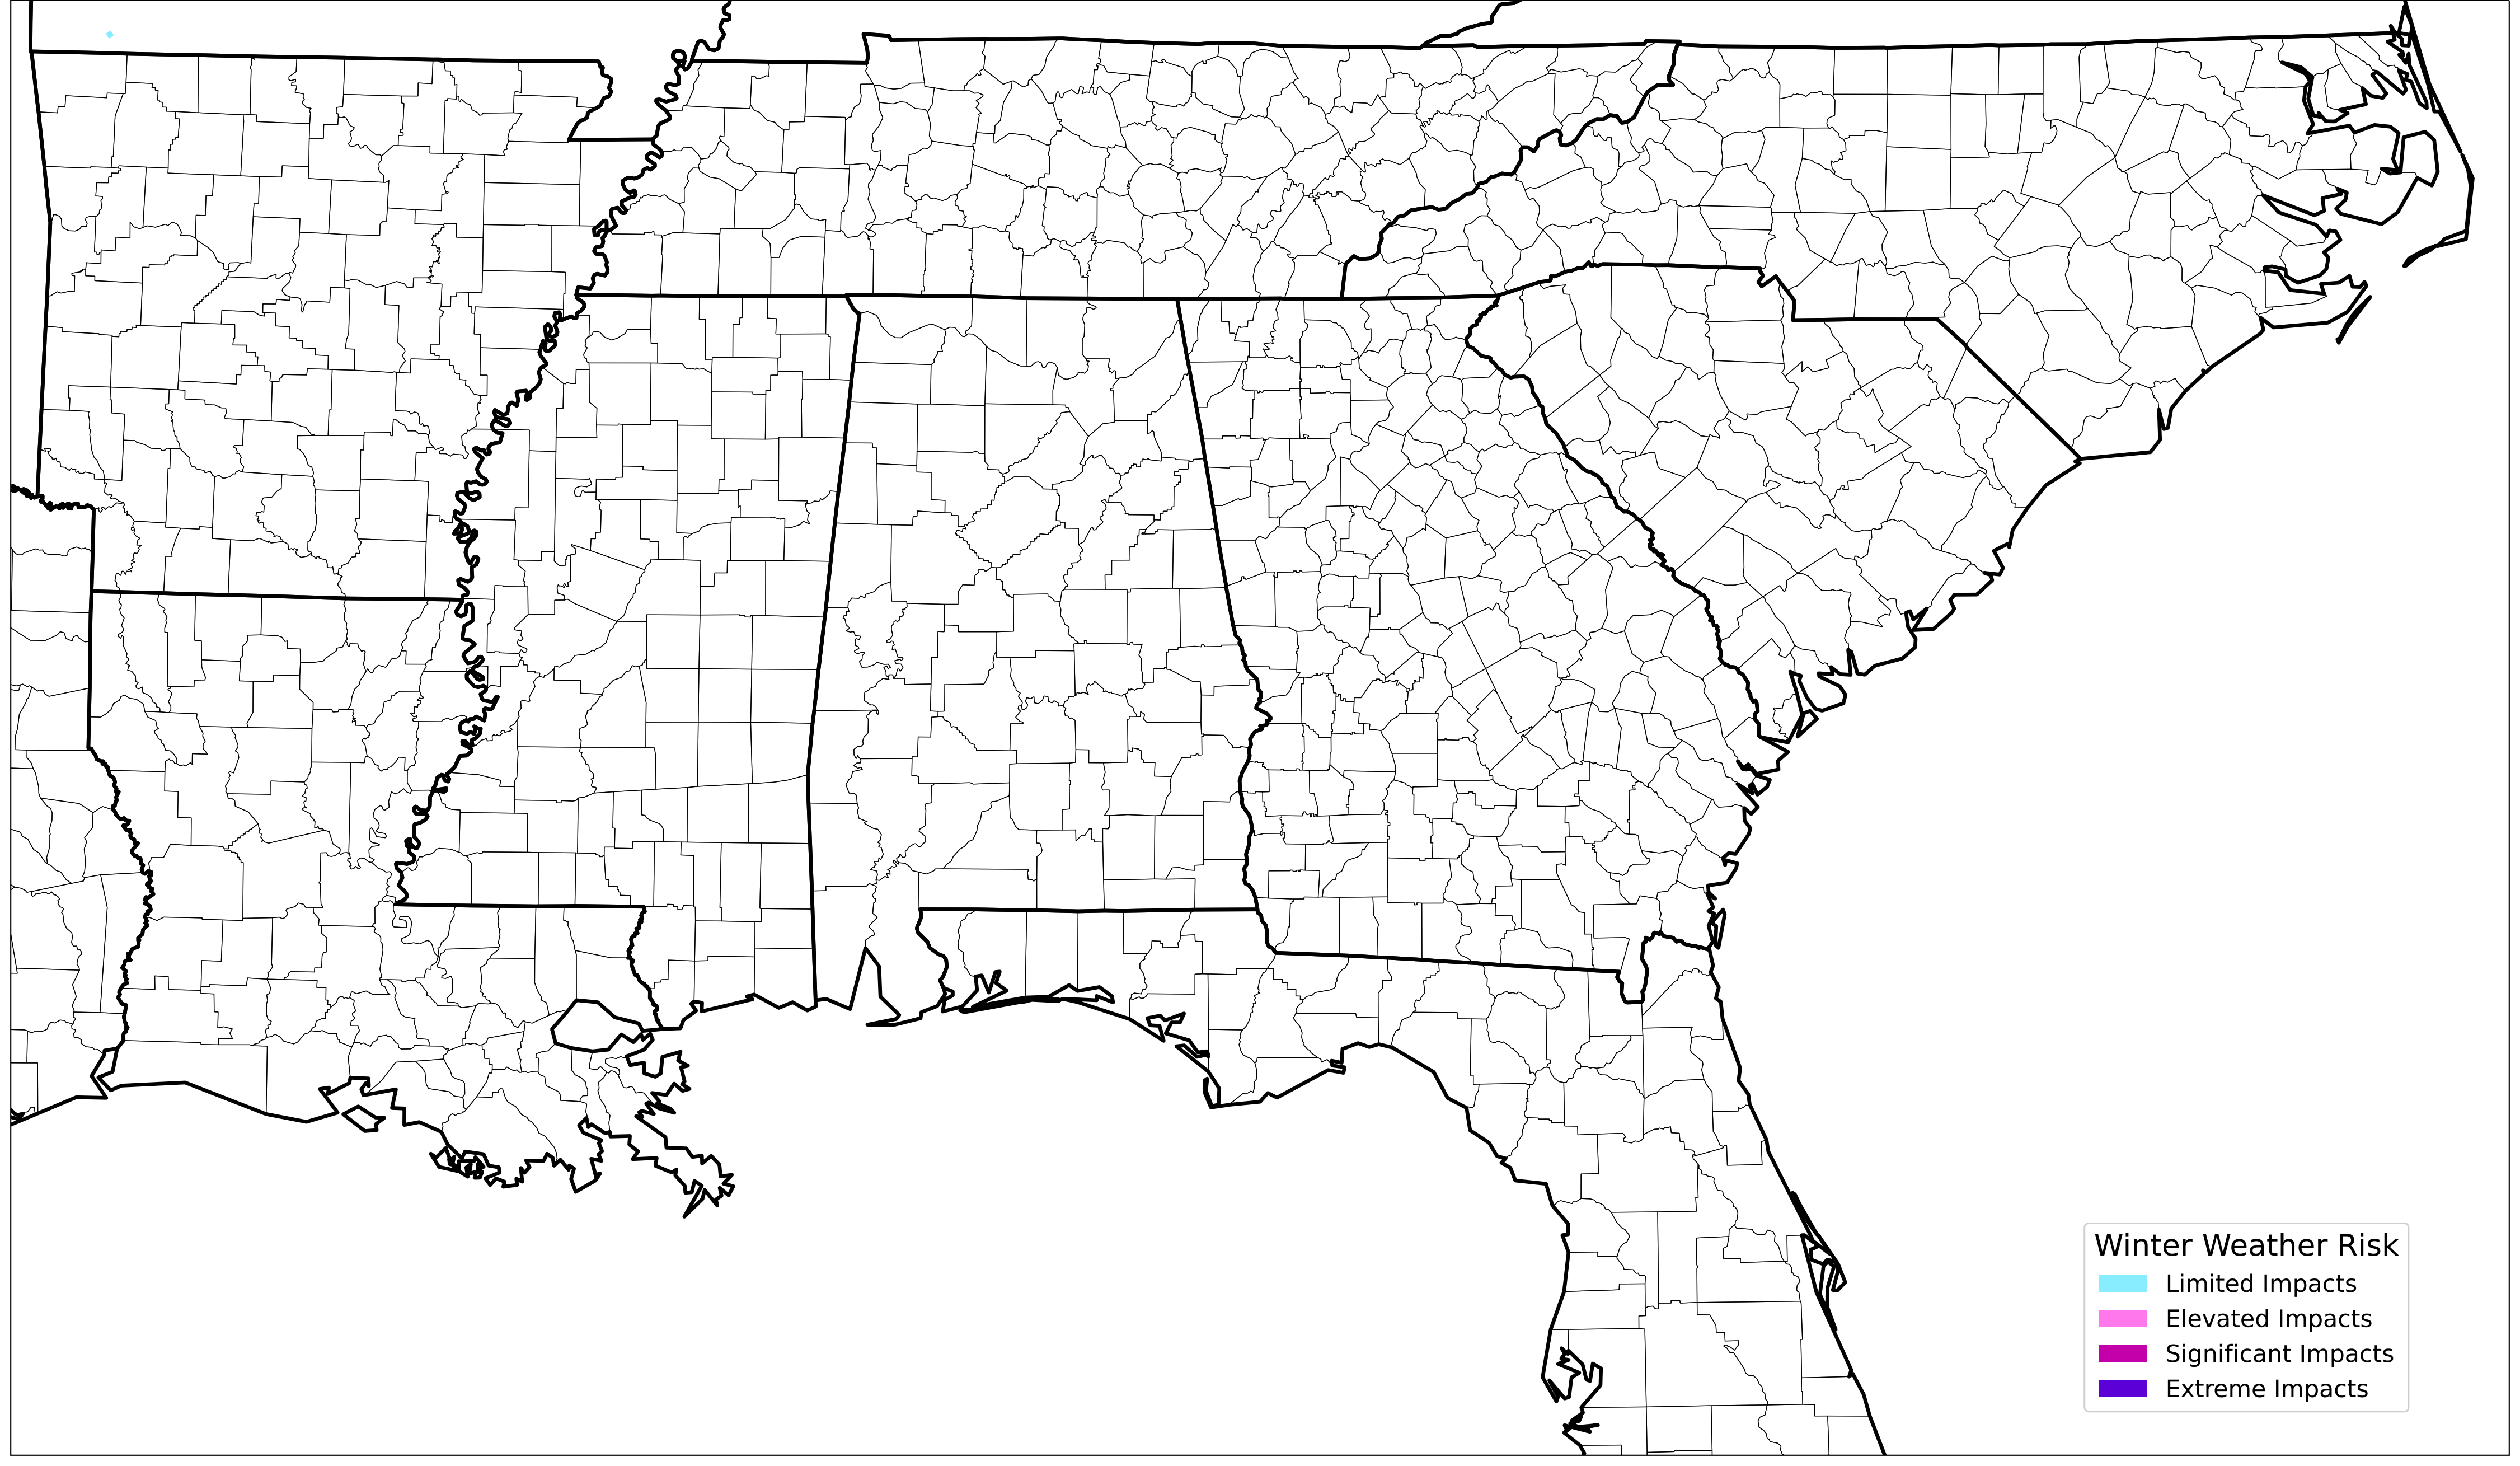 Winter Weather Risk
Limited Impacts
Elevated Impacts
Significant Impacts
Extreme Impacts